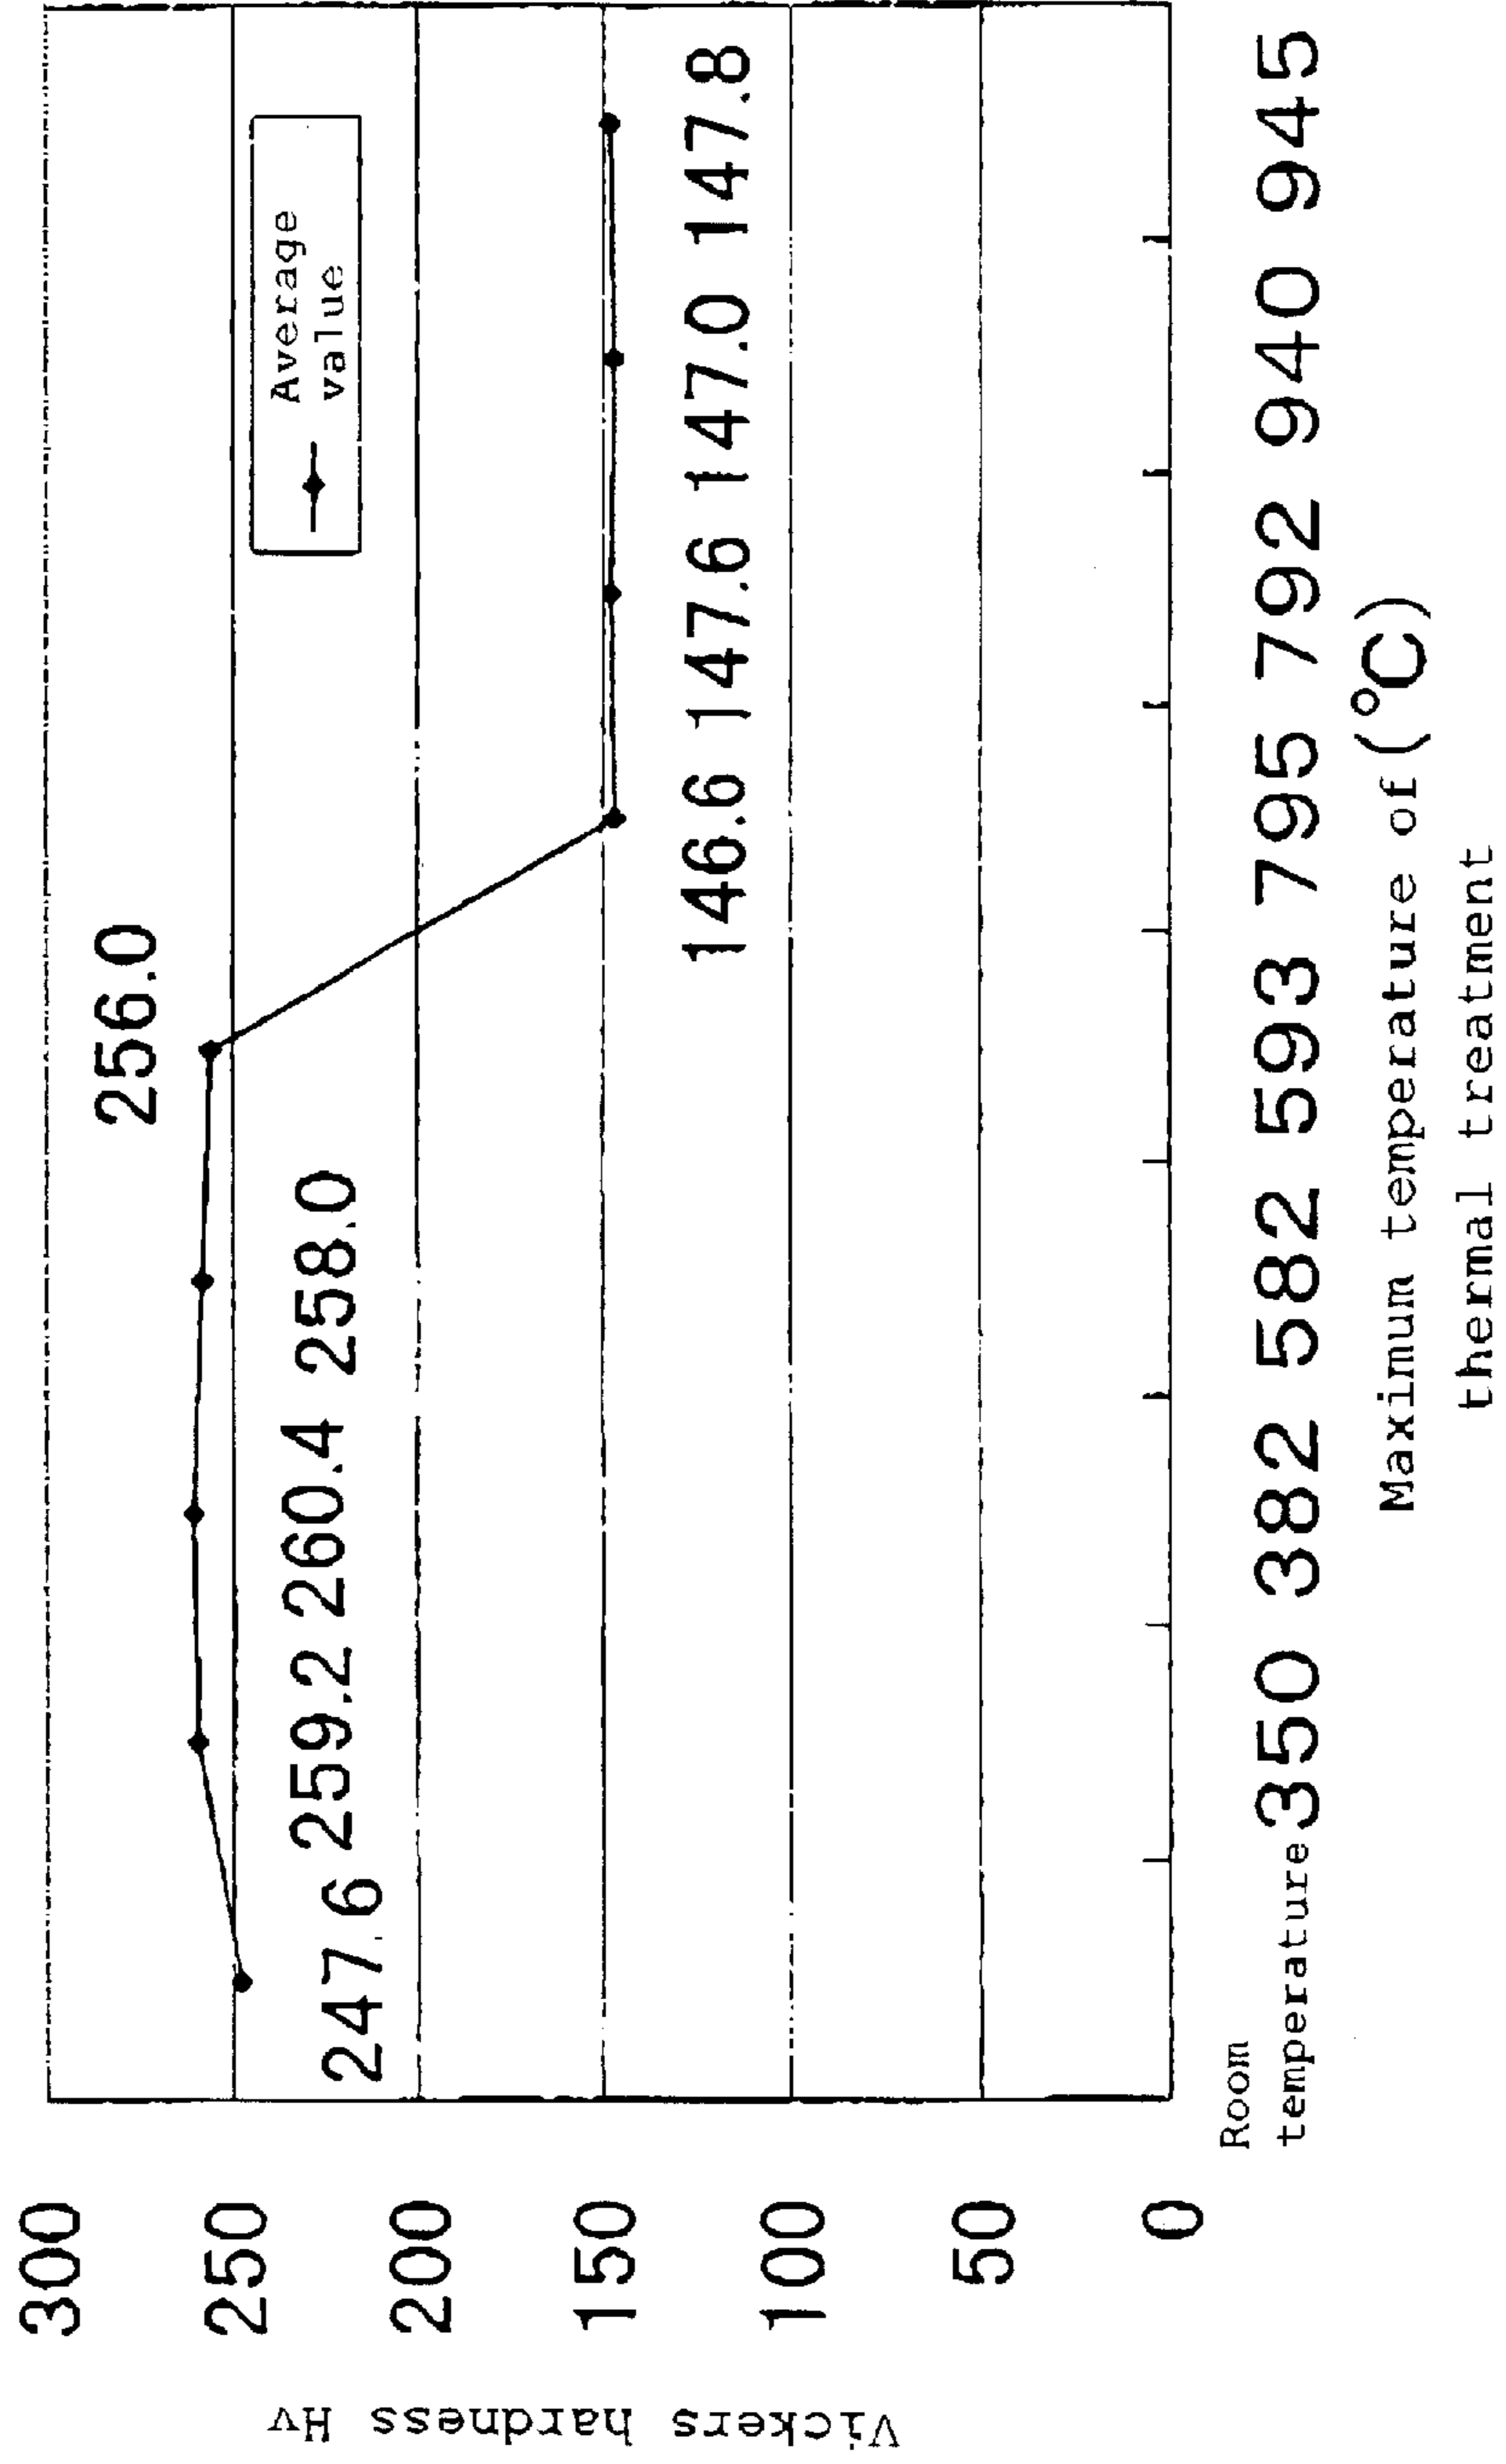 Vickers hardness Hv
300
250
200
150
100
50
0
256.0
247.6 259.2 260.4 258.0
146.6 147.6 147.0 147.8
Average
value
Room
temperature 350 382 582 593 795 792 940 945
Maximum temperature of (°C)
thermal treatment